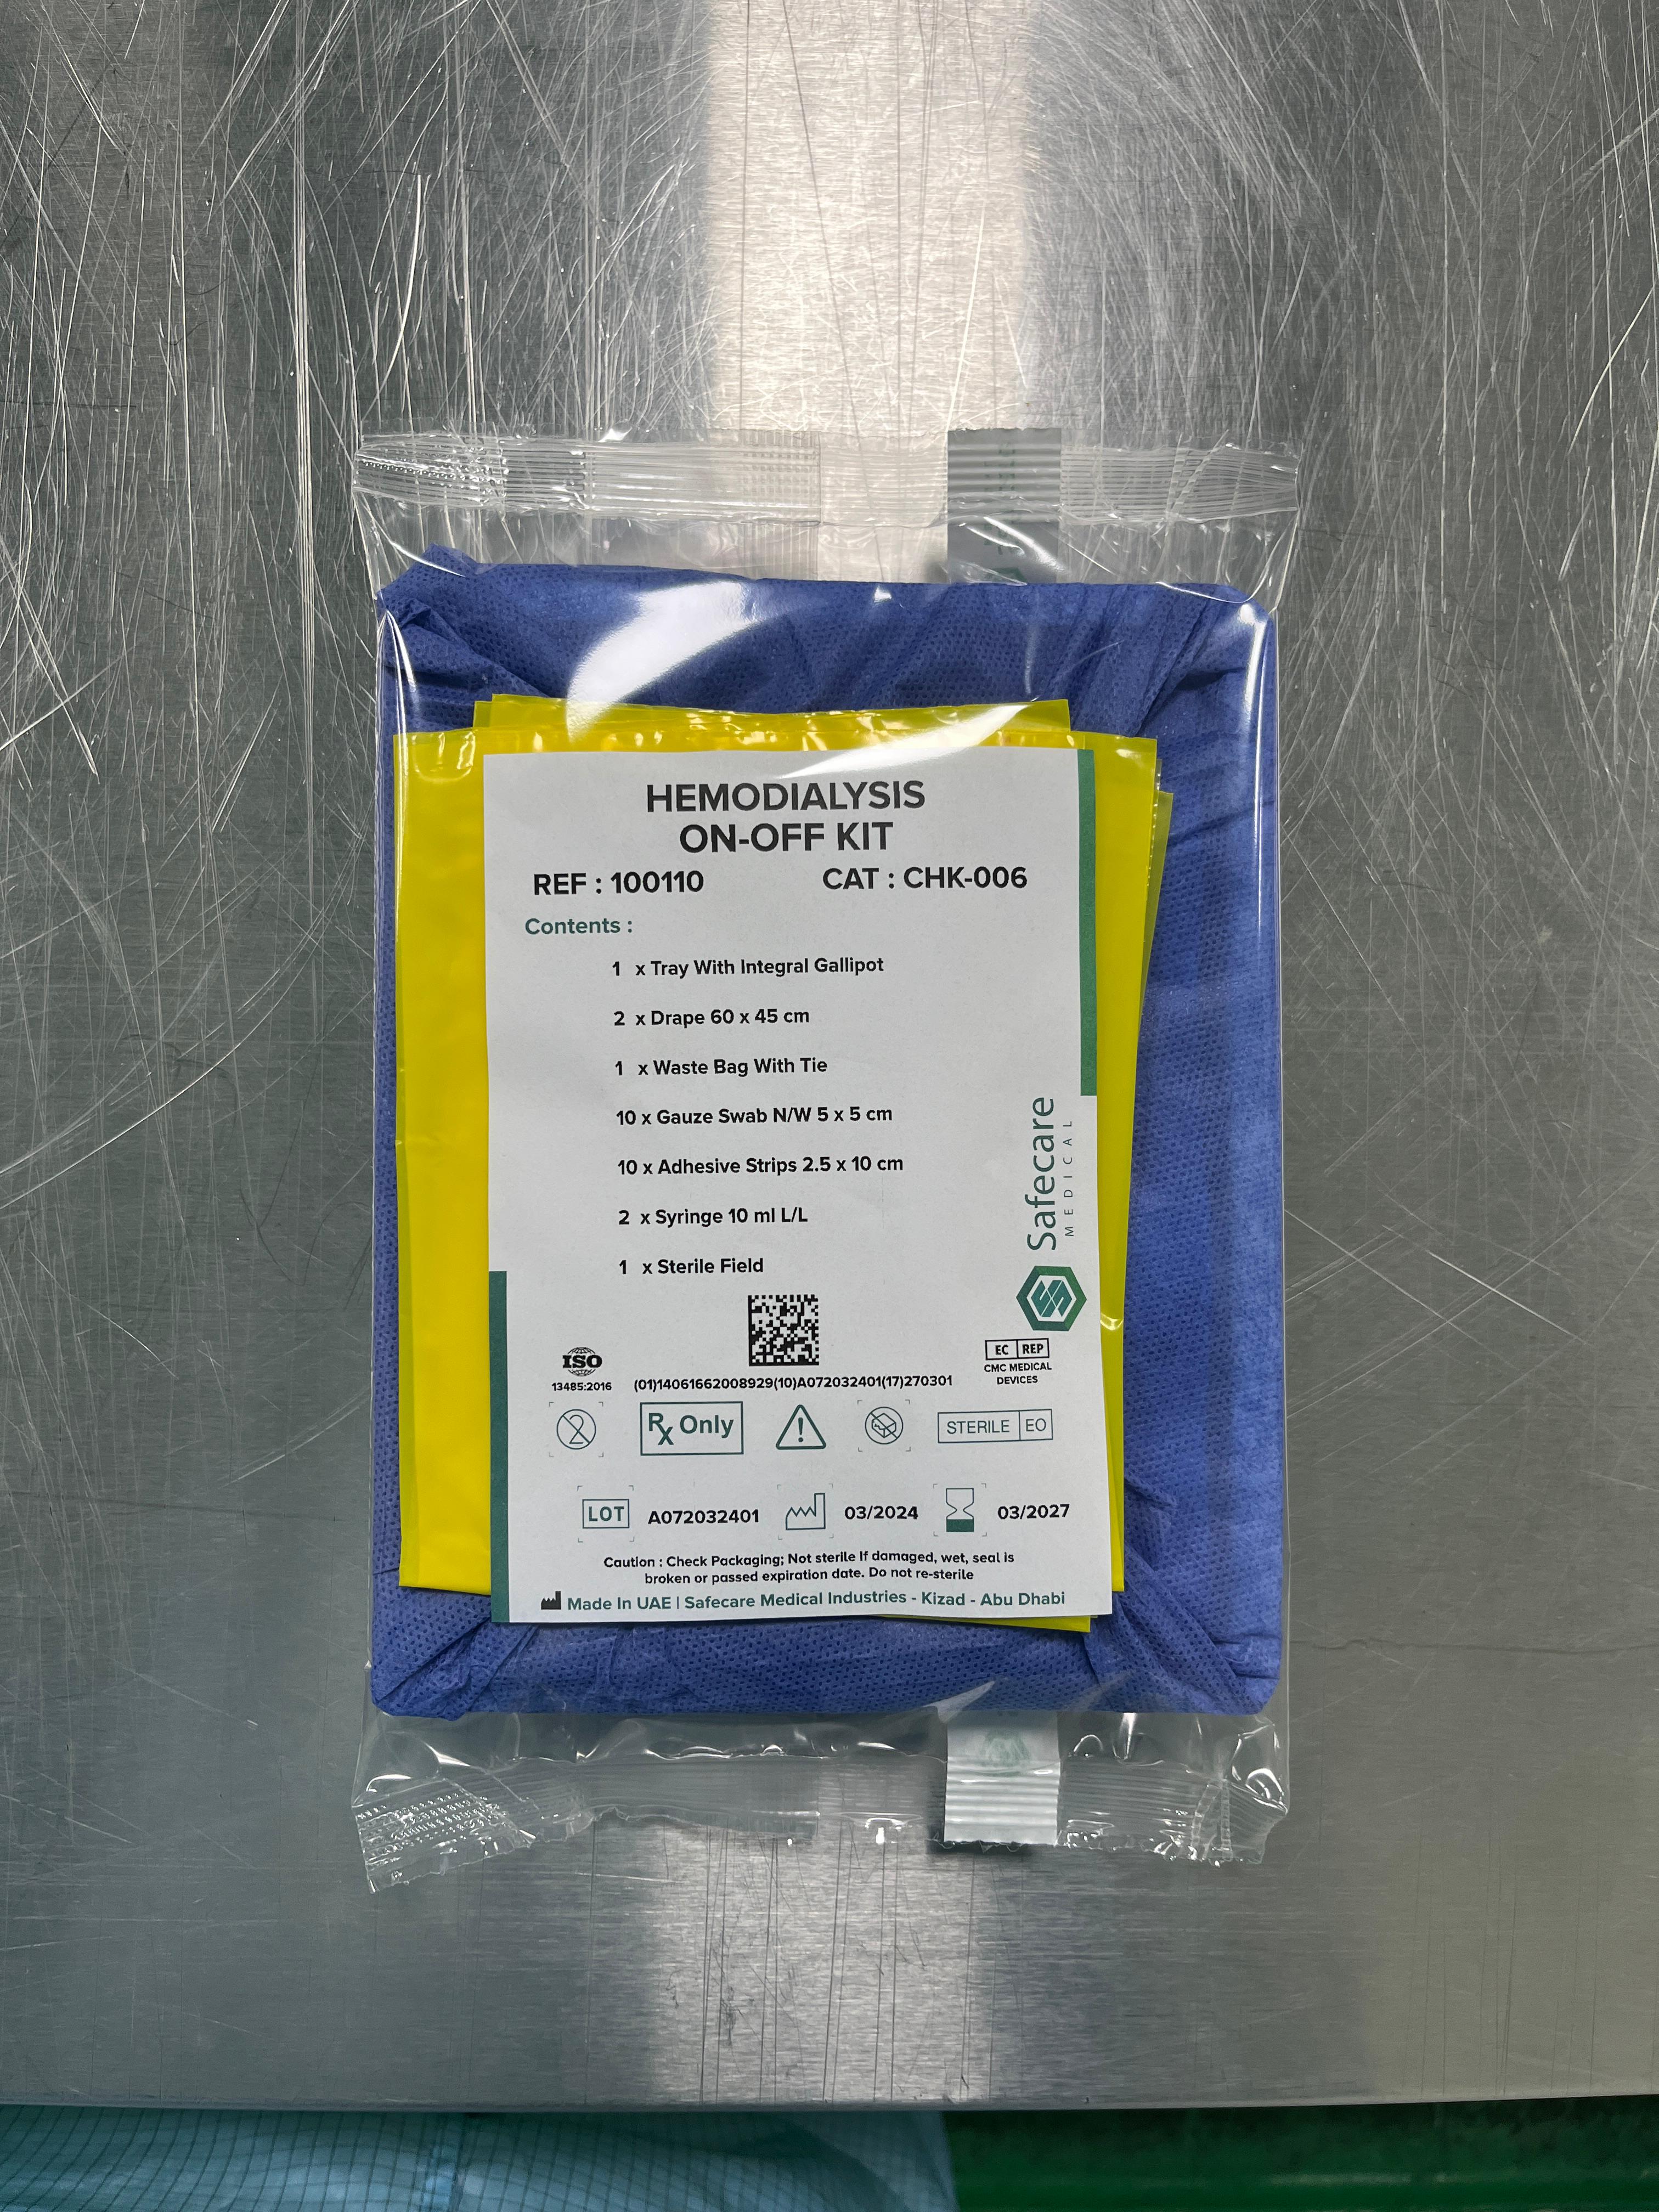 HEMODIALYSIS
ON-OFF KIT
REF : 100110 CAT : CHK-006
Contents :
1 x Tray With Integral Gallipot
2 x Drape 60 x 45 cm
1 x Waste Bag With Tie
10 x Gauze Swab N/W 5 x 5 cm
10 x Adhesive Strips 2.5 x 10 cm
2 x Syringe 10 ml L/L
1 x Sterile Field
Safecare
MEDICAL
ISO
13485:2016
(01)14061662008929(10)A072032401(17)270301
EC REP
CMC MEDICAL
DEVICES
2
Rx Only
!
STERILE EO
LOT A072032401 03/2024 03/2027
Caution : Check Packaging; Not sterile If damaged, wet, seal is
broken or passed expiration date. Do not re-sterile
Made In UAE | Safecare Medical Industries - Kizad - Abu Dhabi